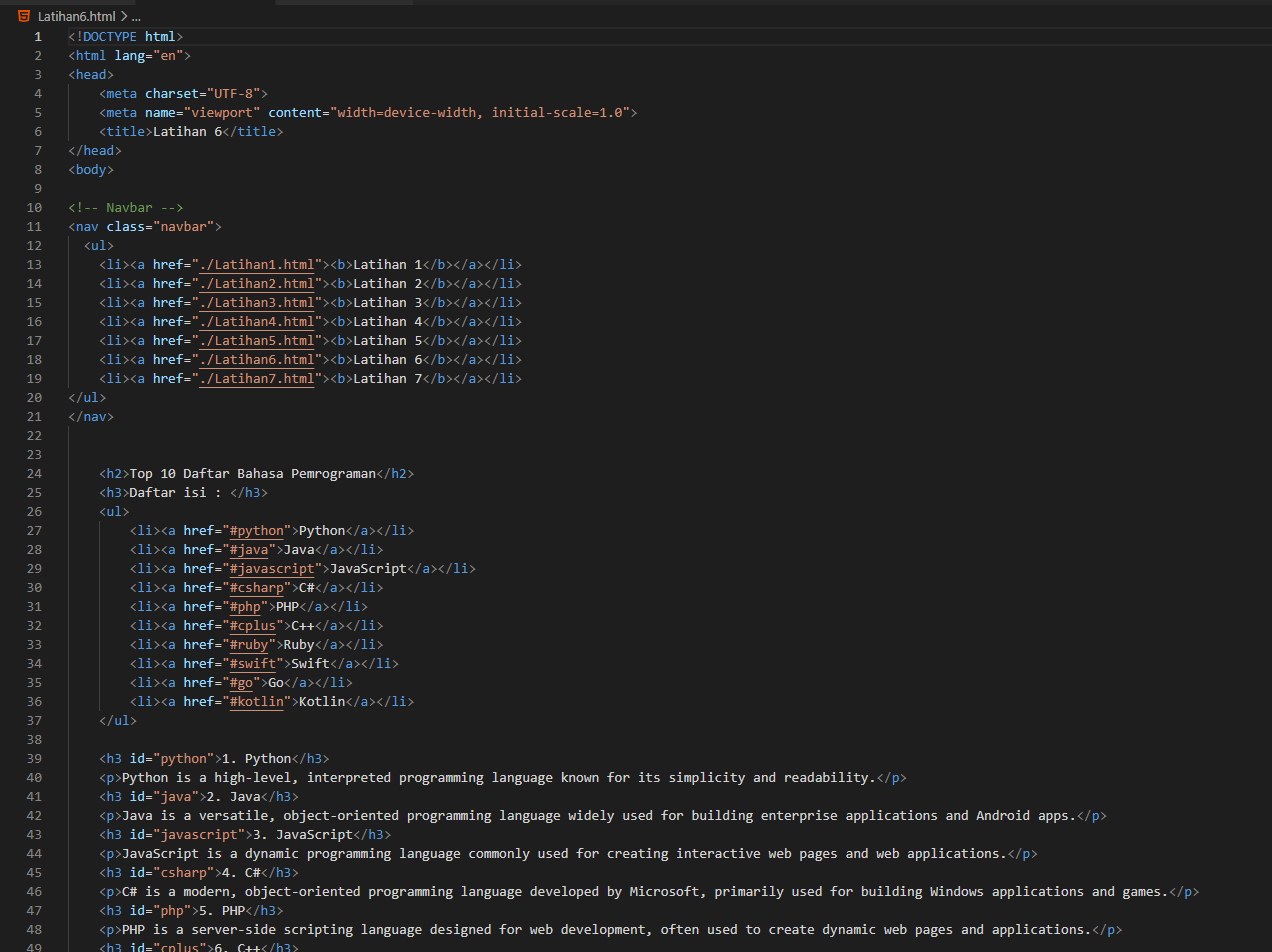 Latihan6.html > ...
1 <!DOCTYPE html>
2 <html lang="en">
3 <head>
4     <meta charset="UTF-8">
5     <meta name="viewport" content="width=device-width, initial-scale=1.0">
6     <title>Latihan 6</title>
7 </head>
8 <body>
9
10 <!-- Navbar -->
11 <nav class="navbar">
12   <ul>
13     <li><a href="./Latihan1.html"><b>Latihan 1</b></a></li>
14     <li><a href="./Latihan2.html"><b>Latihan 2</b></a></li>
15     <li><a href="./Latihan3.html"><b>Latihan 3</b></a></li>
16     <li><a href="./Latihan4.html"><b>Latihan 4</b></a></li>
17     <li><a href="./Latihan5.html"><b>Latihan 5</b></a></li>
18     <li><a href="./Latihan6.html"><b>Latihan 6</b></a></li>
19     <li><a href="./Latihan7.html"><b>Latihan 7</b></a></li>
20 </ul>
21 </nav>
22
23
24     <h2>Top 10 Daftar Bahasa Pemrograman</h2>
25     <h3>Daftar isi : </h3>
26     <ul>
27         <li><a href="#python">Python</a></li>
28         <li><a href="#java">Java</a></li>
29         <li><a href="#javascript">JavaScript</a></li>
30         <li><a href="#csharp">C#</a></li>
31         <li><a href="#php">PHP</a></li>
32         <li><a href="#cplus">C++</a></li>
33         <li><a href="#ruby">Ruby</a></li>
34         <li><a href="#swift">Swift</a></li>
35         <li><a href="#go">Go</a></li>
36         <li><a href="#kotlin">Kotlin</a></li>
37     </ul>
38
39     <h3 id="python">1. Python</h3>
40     <p>Python is a high-level, interpreted programming language known for its simplicity and readability.</p>
41     <h3 id="java">2. Java</h3>
42     <p>Java is a versatile, object-oriented programming language widely used for building enterprise applications and Android apps.</p>
43     <h3 id="javascript">3. JavaScript</h3>
44     <p>JavaScript is a dynamic programming language commonly used for creating interactive web pages and web applications.</p>
45     <h3 id="csharp">4. C#</h3>
46     <p>C# is a modern, object-oriented programming language developed by Microsoft, primarily used for building Windows applications and games.</p>
47     <h3 id="php">5. PHP</h3>
48     <p>PHP is a server-side scripting language designed for web development, often used to create dynamic web pages and applications.</p>
49     <h3 id="cplus">6. C++</h3>